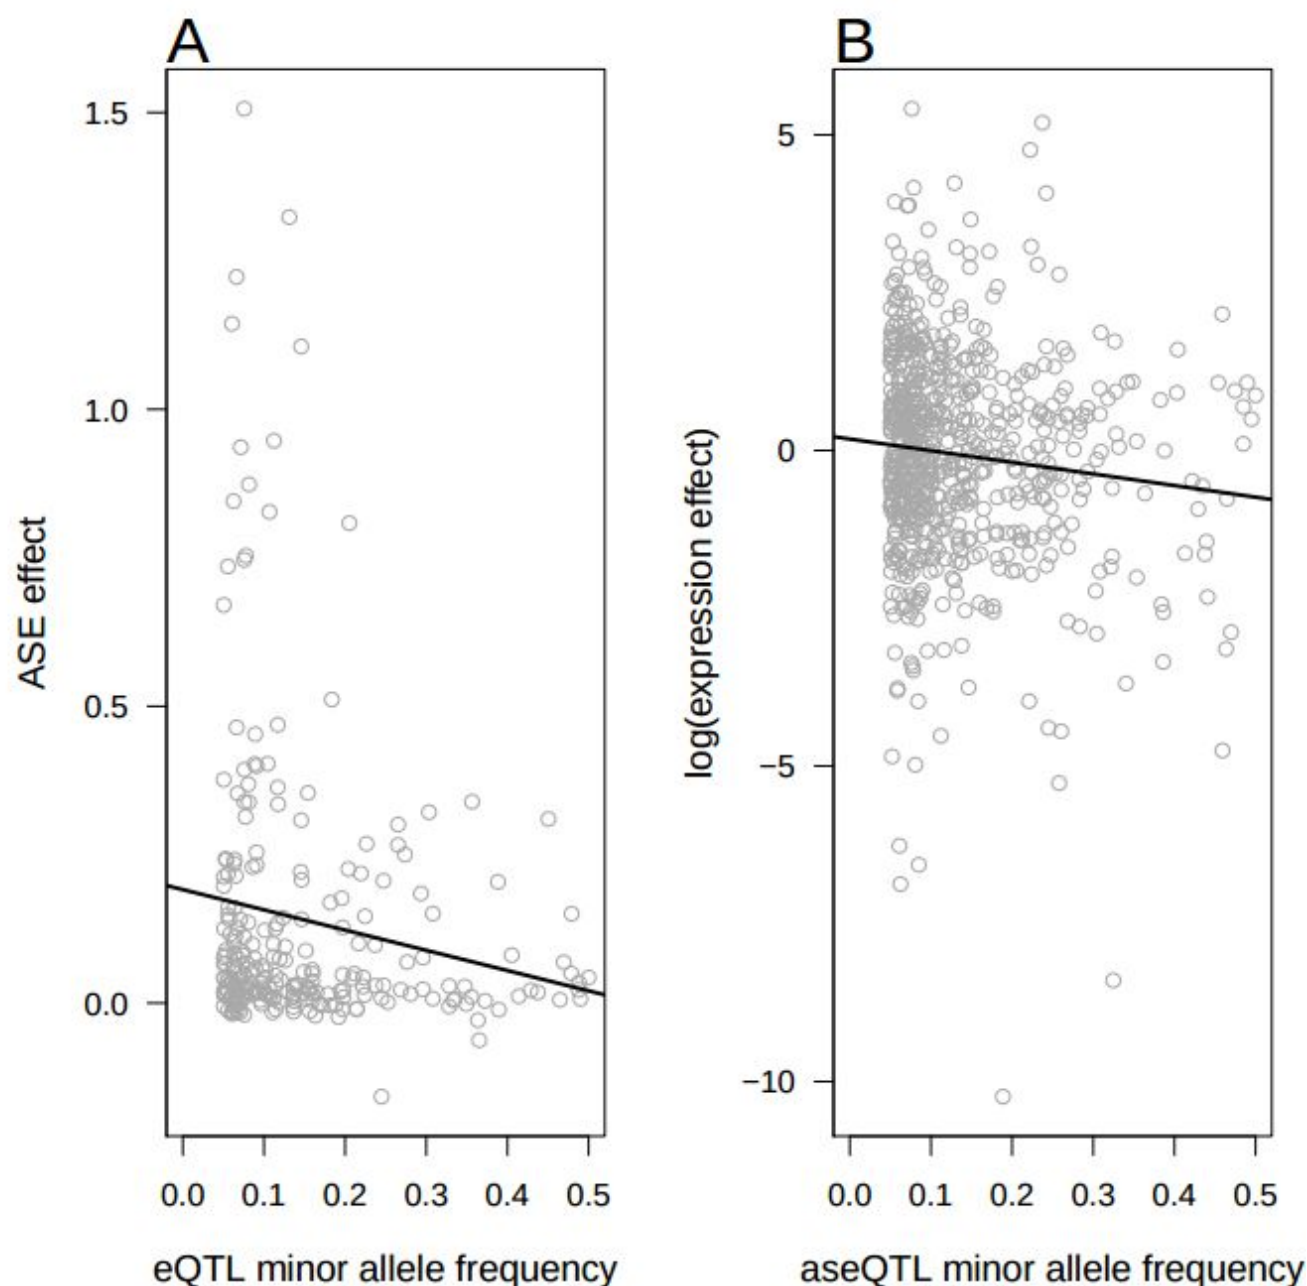 A
1.5
1.0
0.5
0.0
ASE effect
0.0 0.1 0.2 0.3 0.4 0.5
eQTL minor allele frequency
B
5
0
−5
−10
log(expression effect)
0.0 0.1 0.2 0.3 0.4 0.5
aseQTL minor allele frequency